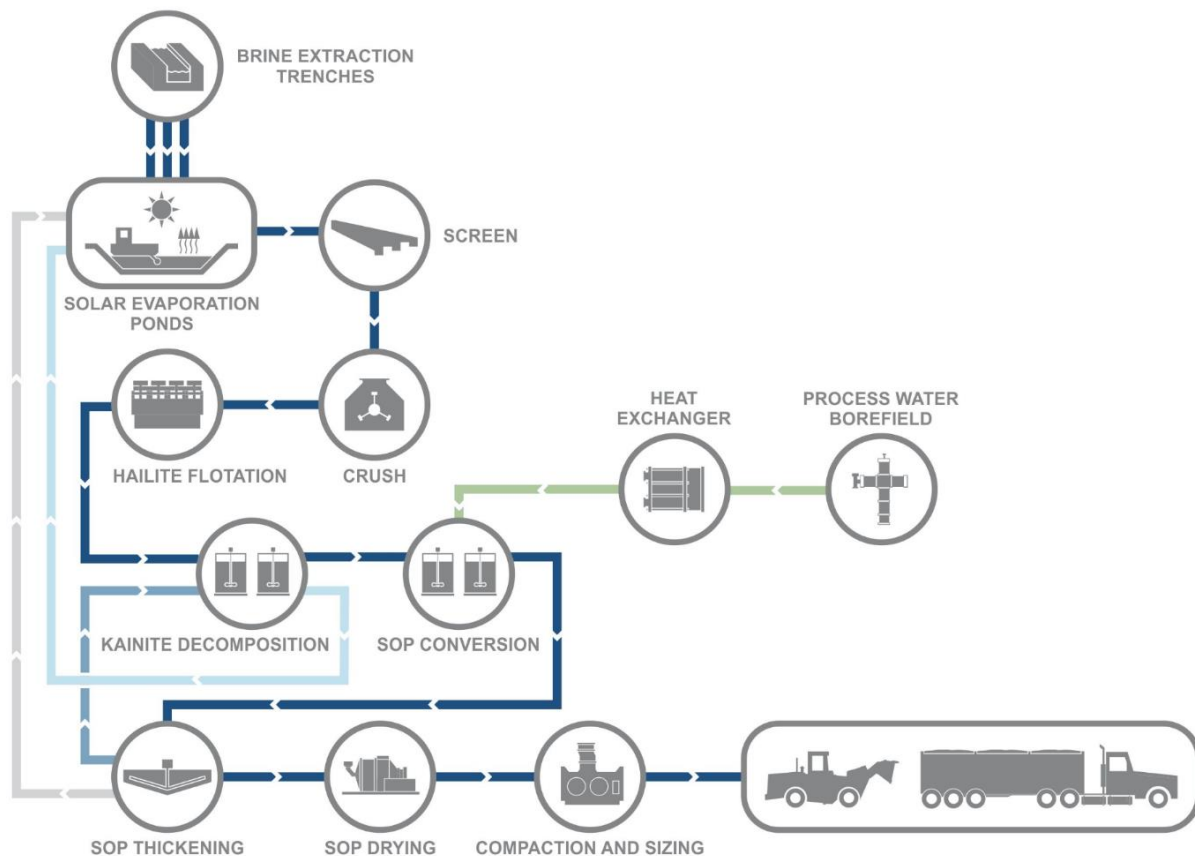 BRINE EXTRACTION
TRENCHES
SCREEN
SOLAR EVAPORATION
PONDS
HEAT
EXCHANGER
PROCESS WATER
BOREFIELD
HAILITE FLOTATION
CRUSH
KAINITE DECOMPOSITION
SOP CONVERSION
SOP THICKENING
SOP DRYING
COMPACTION AND SIZING